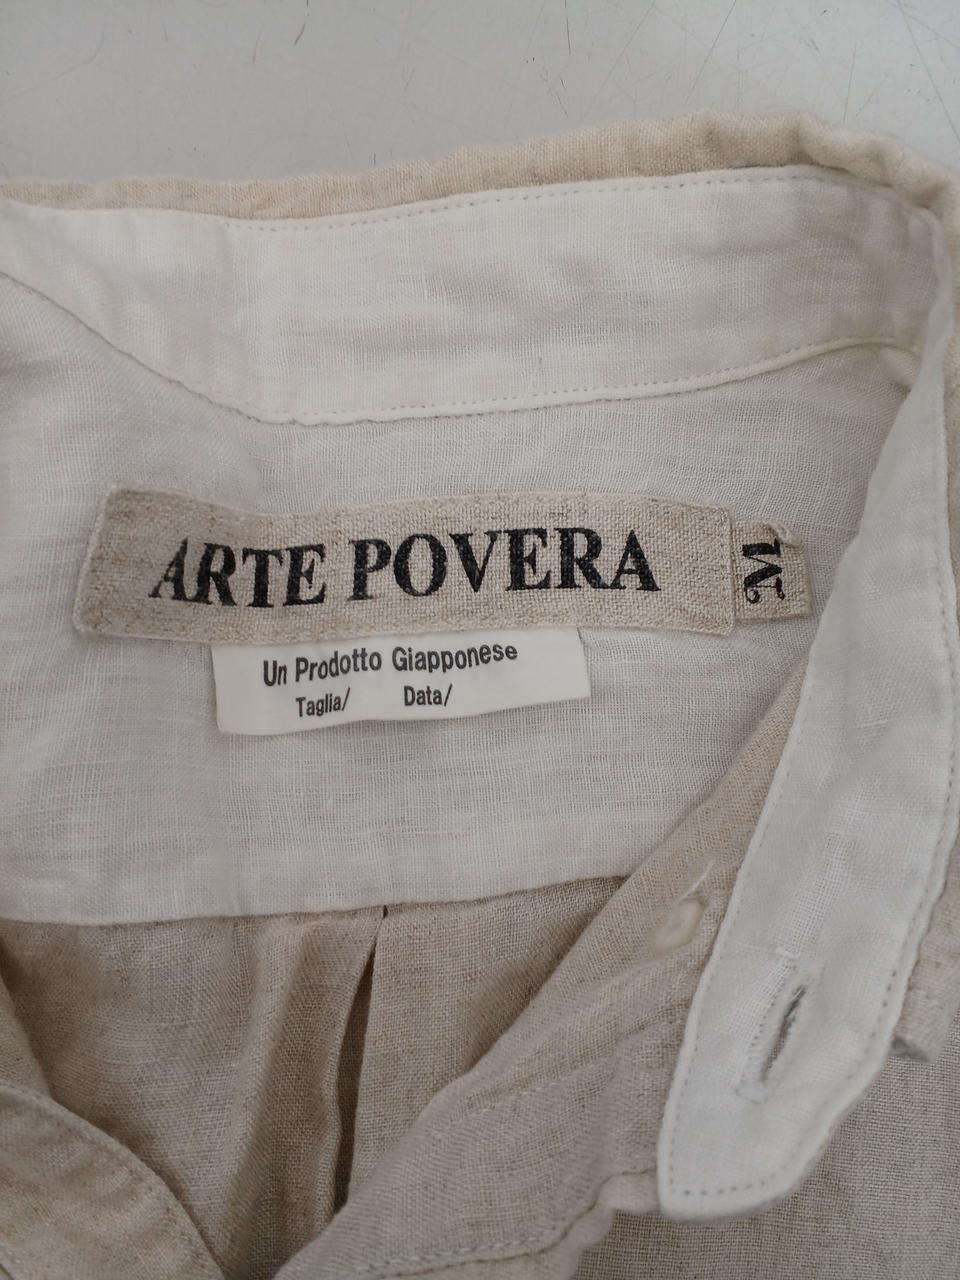 ARTE POVERA
M
Un Prodotto Giapponese
Taglia/ Data/